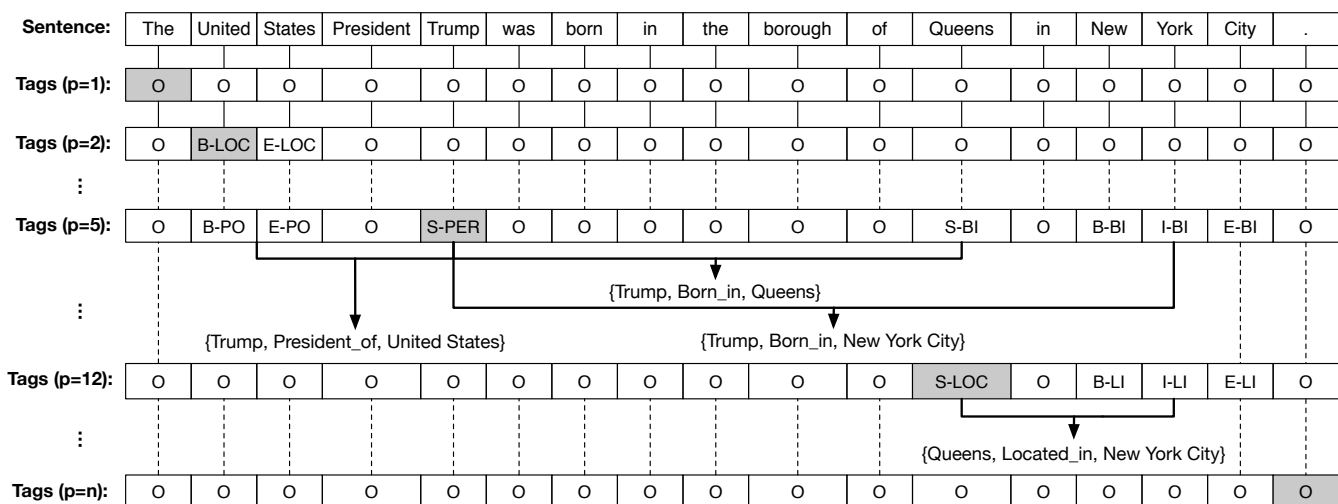 Sentence: The United States President Trump was born in the borough of Queens in New York City .
Tags (p=1): O O O O O O O O O O O O O O O O O
Tags (p=2): O B-LOC E-LOC O O O O O O O O O O O O O O
...
Tags (p=5): O B-PO E-PO O S-PER O O O O O O S-BI O B-BI I-BI E-BI O
{Trump, Born_in, Queens}
...
{Trump, President_of, United States} {Trump, Born_in, New York City}
Tags (p=12): O O O O O O O O O O O S-LOC O B-LI I-LI E-LI O
...
{Queens, Located_in, New York City}
Tags (p=n): O O O O O O O O O O O O O O O O O